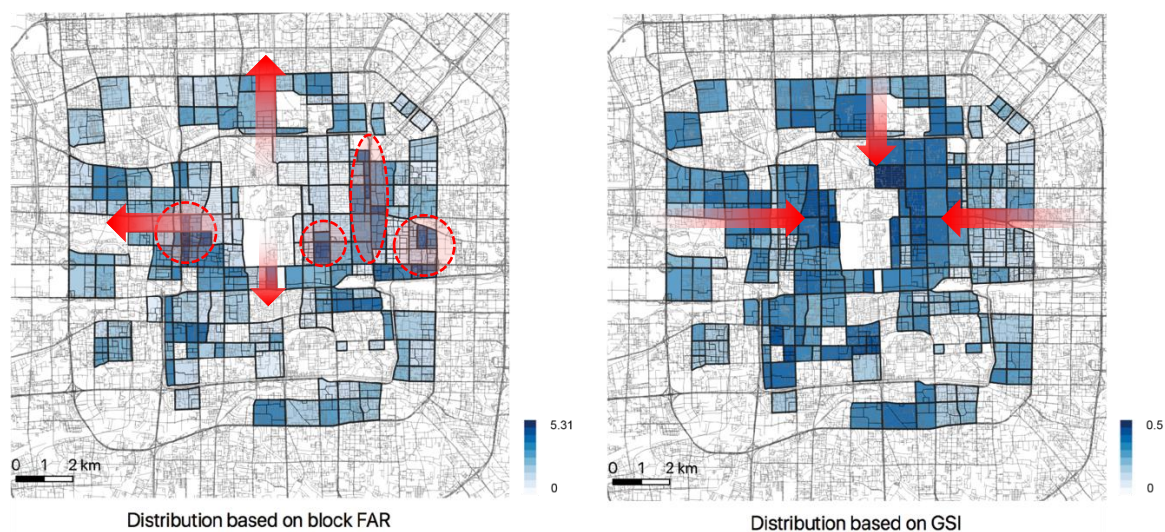 5.31
0
0 1 2 km
Distribution based on block FAR
0.5
0
0 1 2 km
Distribution based on GSI